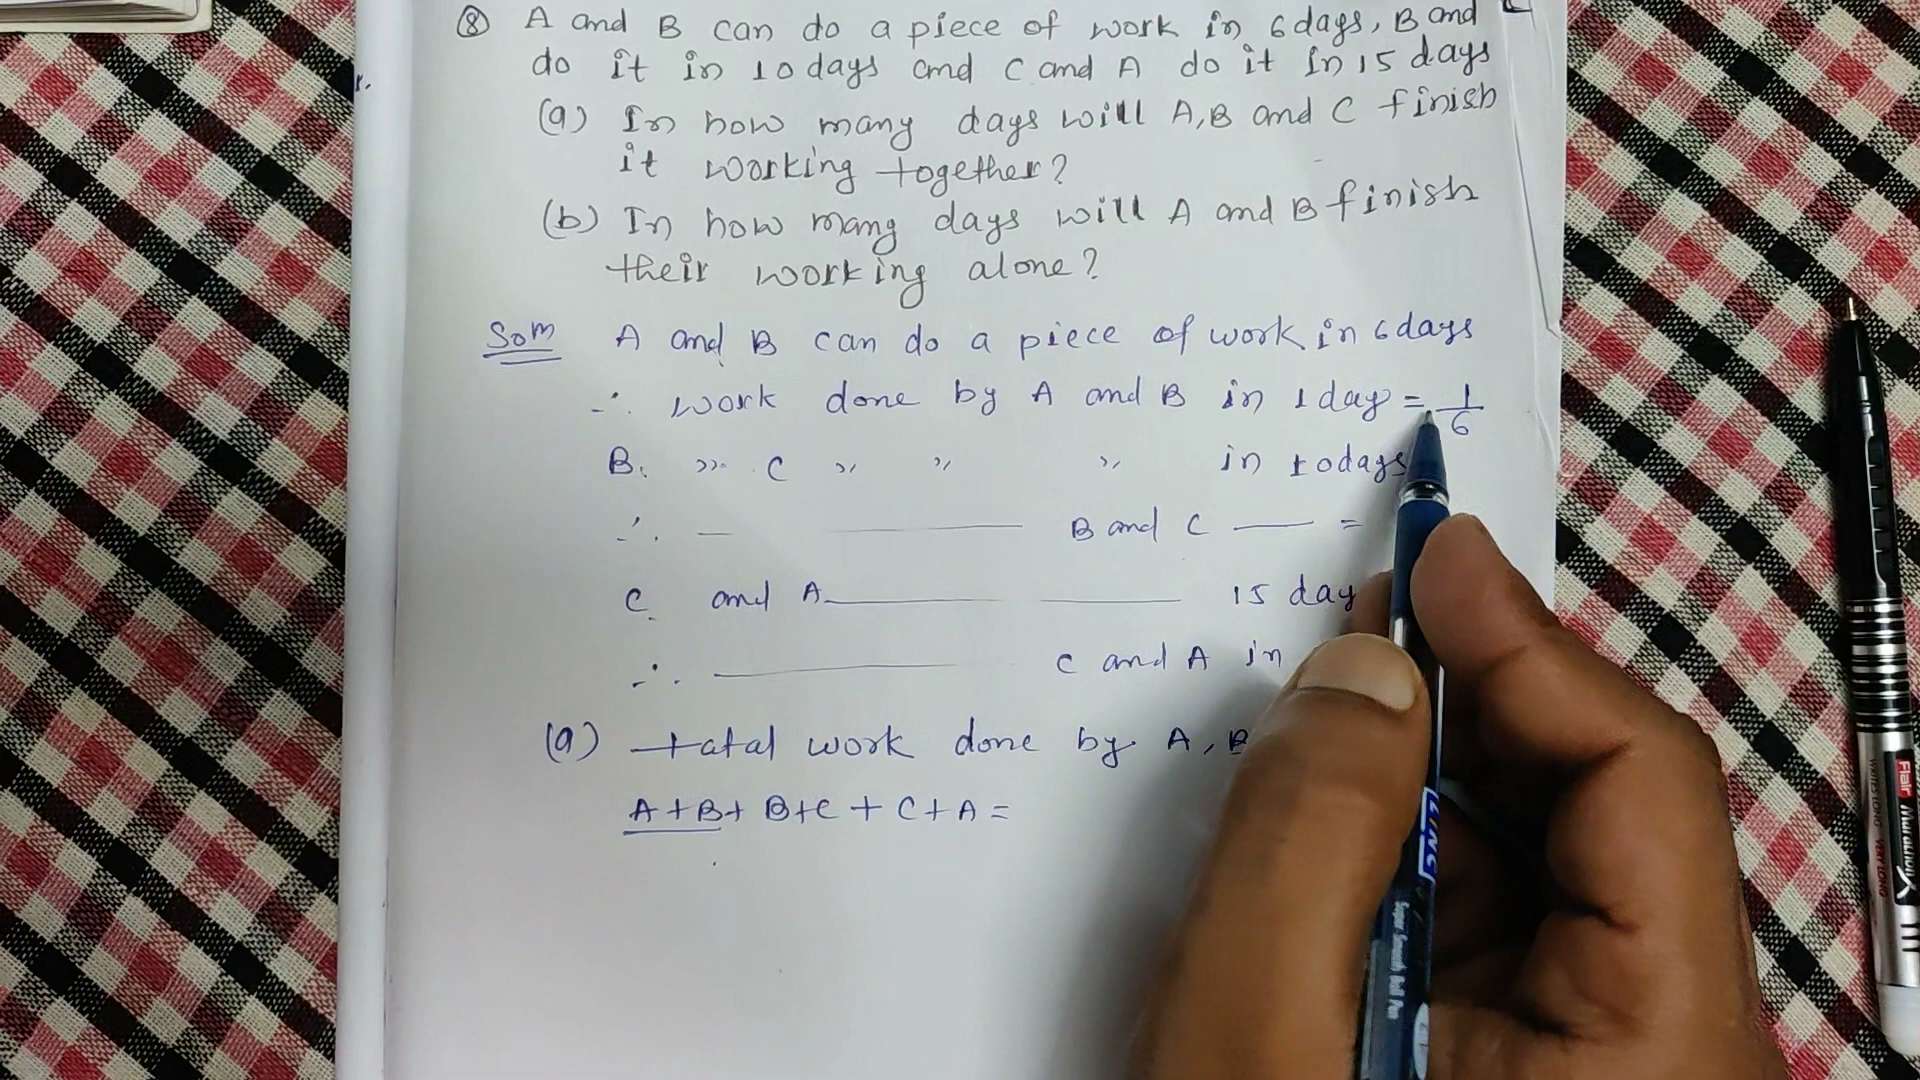 ⑧ A and B can do a piece of work in 6 days, B and
do it in 10 days and C and A do it in 15 days
(a) In how many days will A, B and C finish
it working together?
(b) In how many days will A and B finish
their working alone?
Som A and B can do a piece of work in 6 days
∴ work done by A and B in 1 day = 1/6
B ,, C ,, ,, ,, in 10 days
∴ — — B and C — =
C and A — — 15 day
∴ — C and A in
(a) tatal work done by A, B
A + B + B + C + C + A =
LINC
Flair